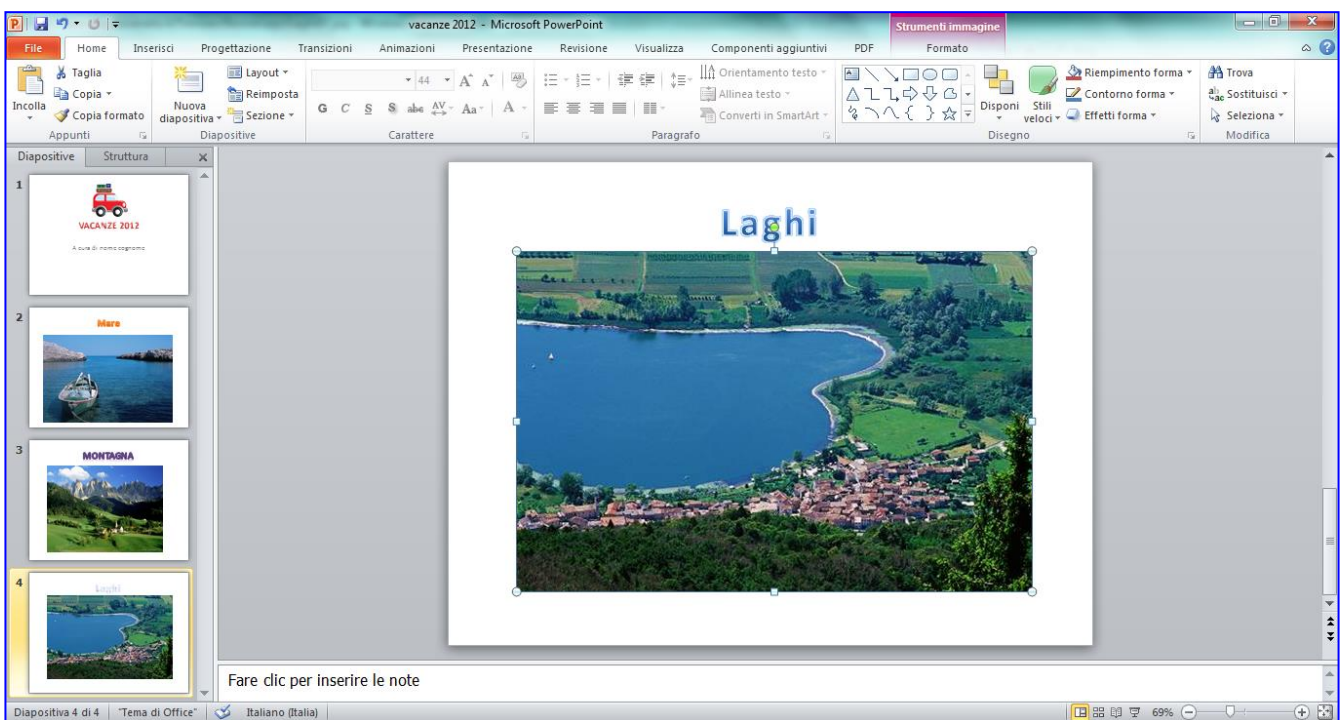 vacanze 2012 - Microsoft PowerPoint
Strumenti immagine
File Home Inserisci Progettazione Transizioni Animazioni Presentazione Revisione Visualizza Componenti aggiuntivi PDF Formato
Incolla
Taglia
Copia
Copia formato
Appunti
Nuova diapositiva
Layout
Reimposta
Sezione
Diapositive
44
G C S S abc AV Aa A
Carattere
Orientamento testo
Allinea testo
Converti in SmartArt
Paragrafo
Disponi
Stili veloci
Riempimento forma
Contorno forma
Effetti forma
Disegno
Trova
Sostituisci
Seleziona
Modifica
Diapositive Struttura
1
VACANZE 2012
A cura di nome cognome
2
Mare
3
MONTAGNA
4
Laghi
Laghi
Fare clic per inserire le note
Diapositiva 4 di 4 "Tema di Office" Italiano (Italia) 69%